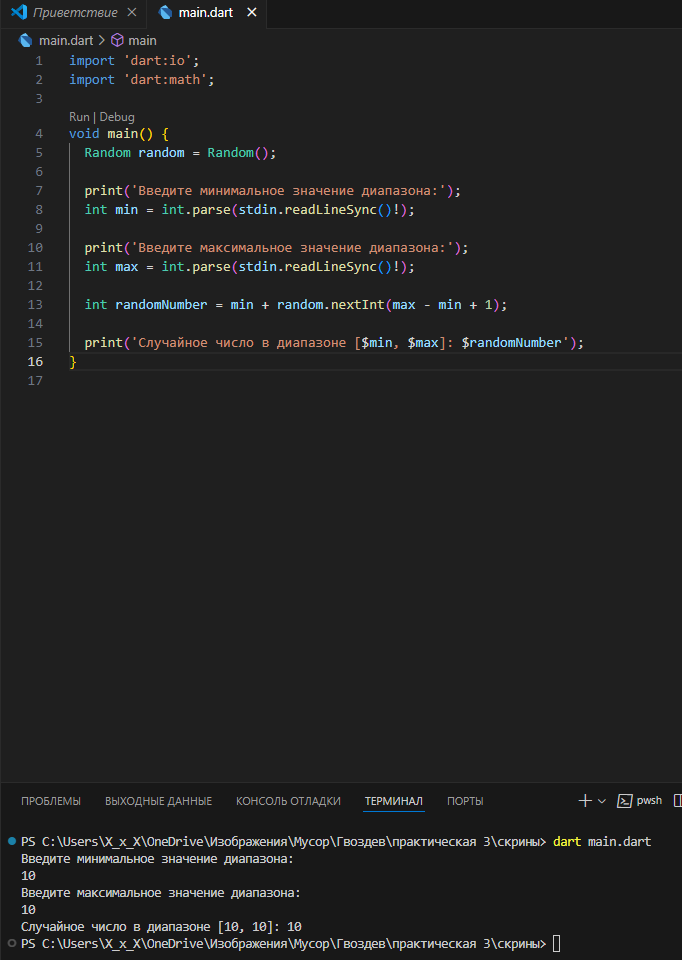 Приветствие
main.dart
main.dart > main
1 import 'dart:io';
2 import 'dart:math';
3
Run | Debug
4 void main() {
5 Random random = Random();
6
7 print('Введите минимальное значение диапазона:');
8 int min = int.parse(stdin.readLineSync()!);
9
10 print('Введите максимальное значение диапазона:');
11 int max = int.parse(stdin.readLineSync()!);
12
13 int randomNumber = min + random.nextInt(max - min + 1);
14
15 print('Случайное число в диапазоне [$min, $max]: $randomNumber');
16 }
17
ПРОБЛЕМЫ ВЫХОДНЫЕ ДАННЫЕ КОНСОЛЬ ОТЛАДКИ ТЕРМИНАЛ ПОРТЫ pwsh
PS C:\Users\X_x_X\OneDrive\Изображения\Мусор\Гвоздев\практическая 3\скрины> dart main.dart
Введите минимальное значение диапазона:
10
Введите максимальное значение диапазона:
10
Случайное число в диапазоне [10, 10]: 10
PS C:\Users\X_x_X\OneDrive\Изображения\Мусор\Гвоздев\практическая 3\скрины>